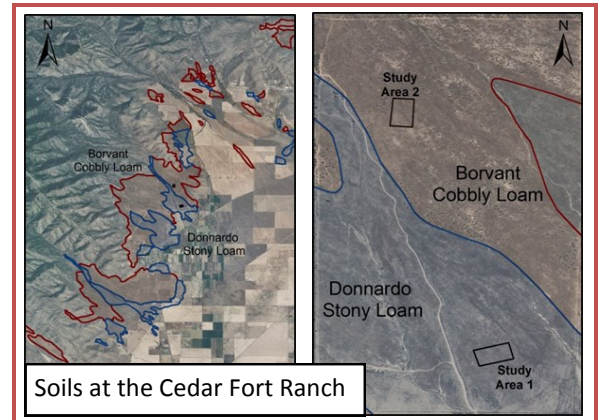 N
Borvant
Cobbly Loam
Donnardo
Stony Loam
Soils at the Cedar Fort Ranch
N
Study
Area 2
Borvant
Cobbly Loam
Donnardo
Stony Loam
Study
Area 1